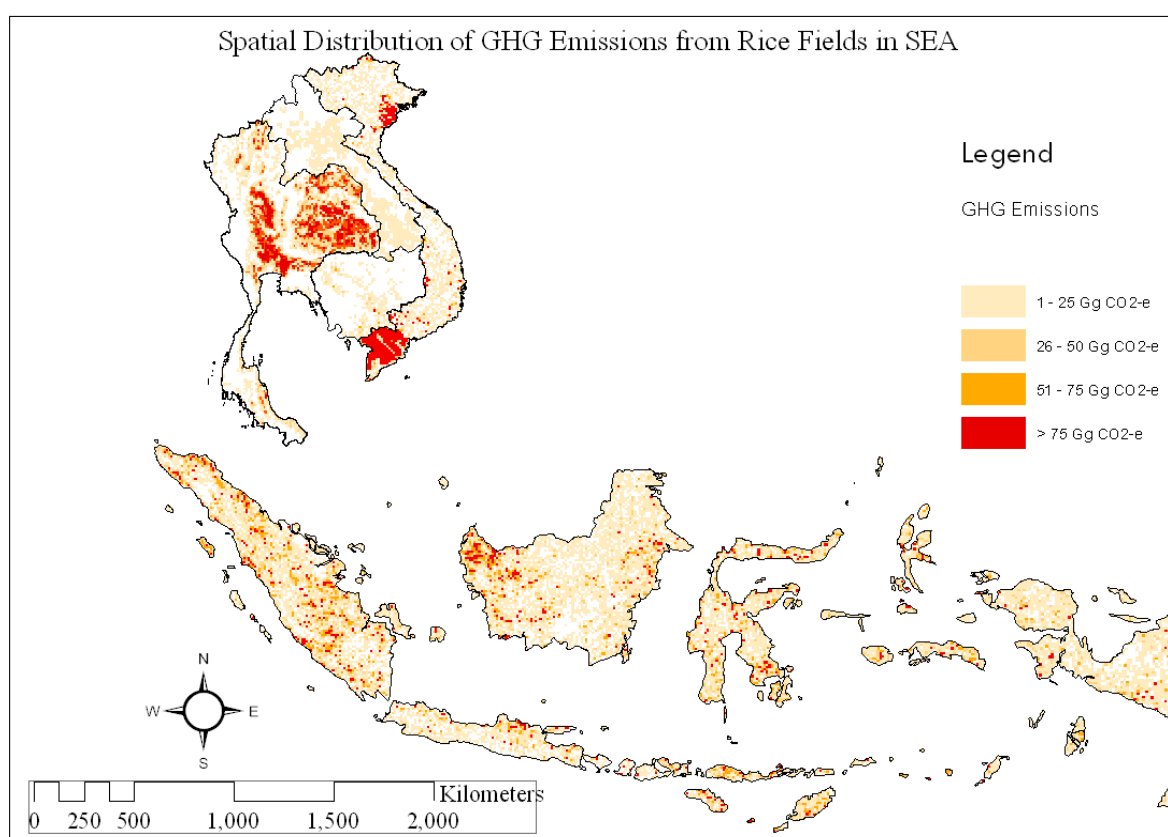 Spatial Distribution of GHG Emissions from Rice Fields in SEA
Legend
GHG Emissions
1 - 25 Gg CO2-e
26 - 50 Gg CO2-e
51 - 75 Gg CO2-e
> 75 Gg CO2-e
N
W E
S
Kilometers
0 250 500 1,000 1,500 2,000